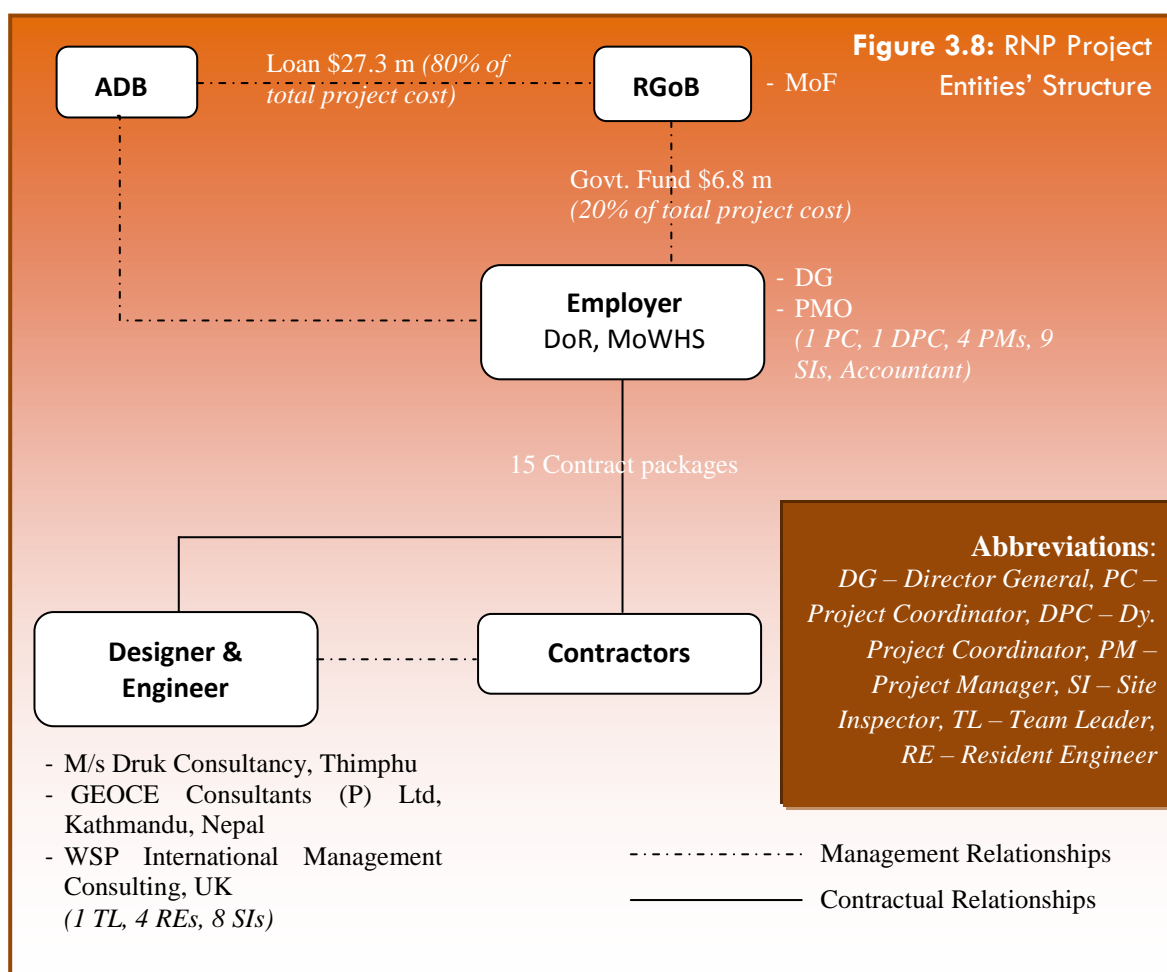 Figure 3.8: RNP Project
Entities' Structure
ADB
Loan $27.3 m (80% of
total project cost)
RGoB
- MoF
Govt. Fund $6.8 m
(20% of total project cost)
Employer
DoR, MoWHS
- DG
- PMO
(1 PC, 1 DPC, 4 PMs, 9
SIs, Accountant)
15 Contract packages
Designer &
Engineer
Contractors
- M/s Druk Consultancy, Thimphu
- GEOCE Consultants (P) Ltd,
Kathmandu, Nepal
- WSP International Management
Consulting, UK
(1 TL, 4 REs, 8 SIs)
Abbreviations:
DG – Director General, PC –
Project Coordinator, DPC – Dy.
Project Coordinator, PM –
Project Manager, SI – Site
Inspector, TL – Team Leader,
RE – Resident Engineer
Management Relationships
Contractual Relationships